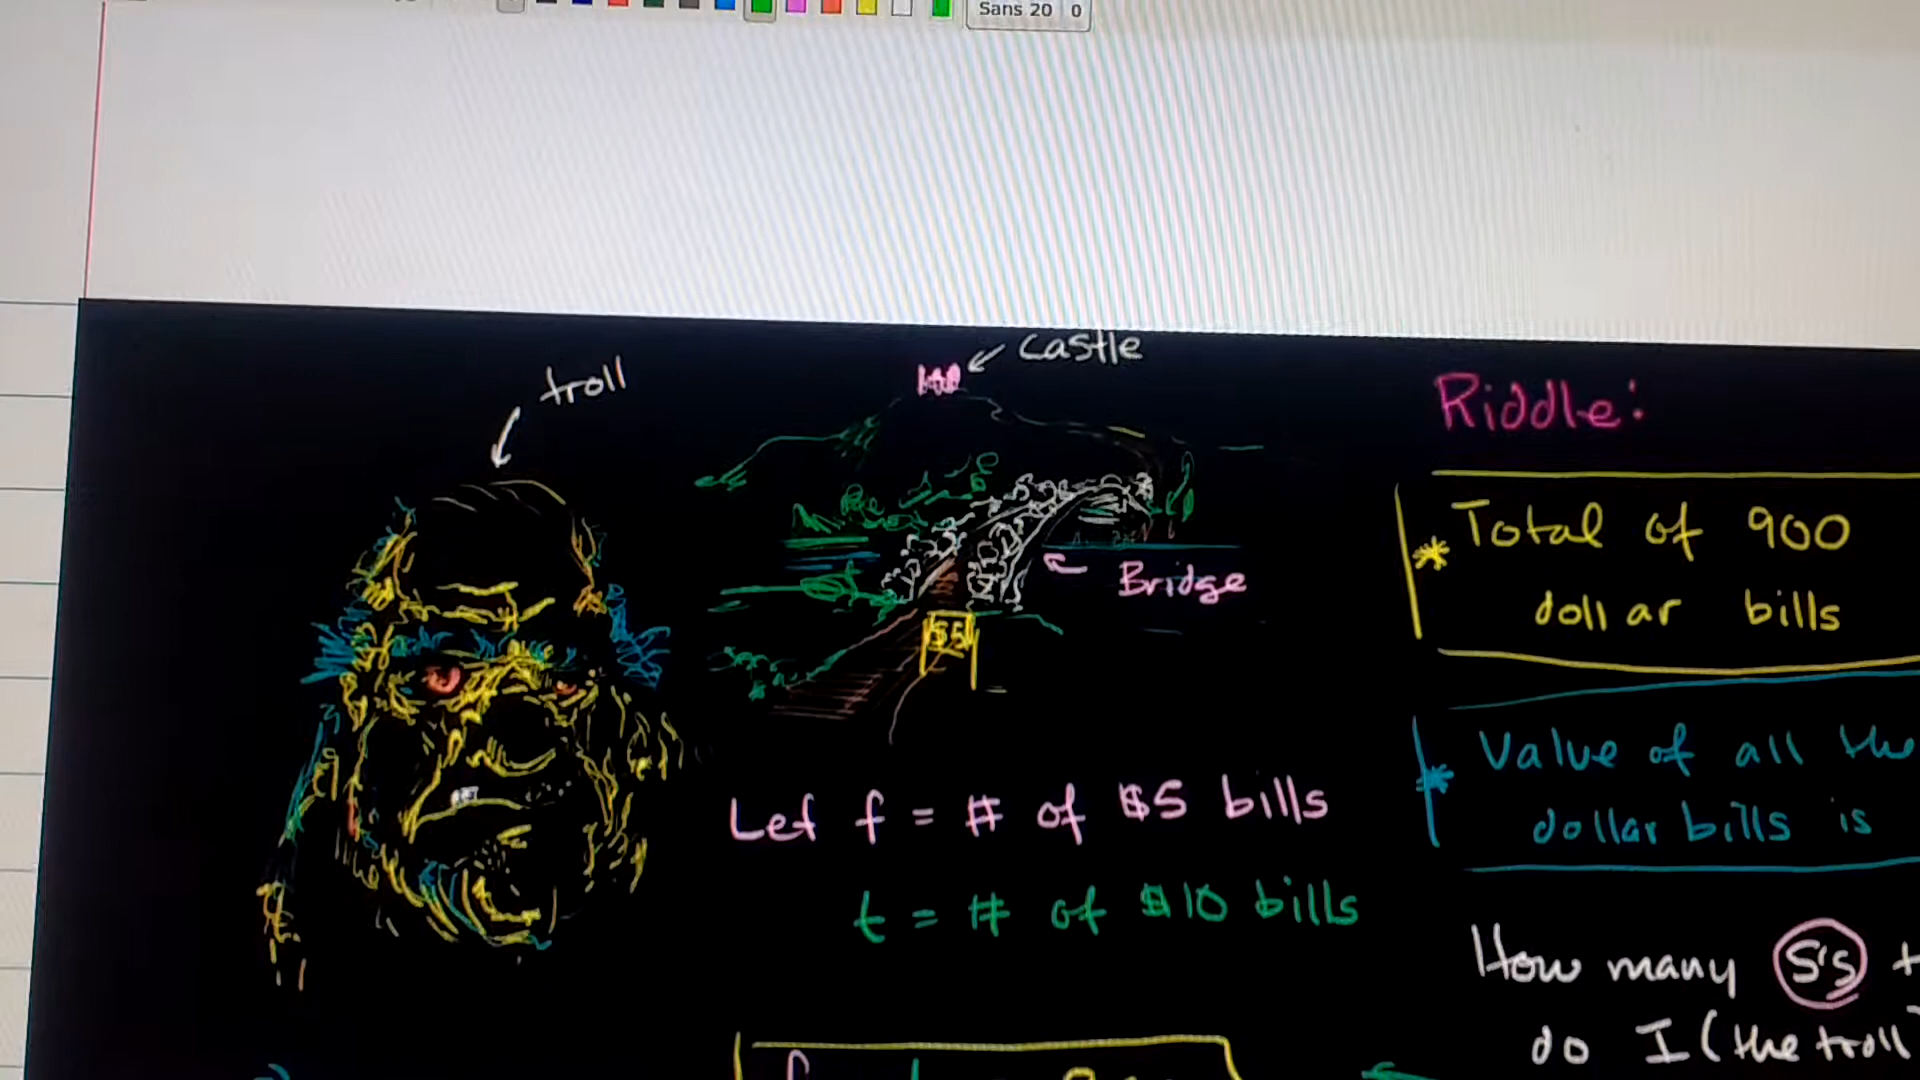 Sans 20 0
troll
castle
Bridge
$5
Let f = # of $5 bills
t = # of $10 bills
Riddle:
* Total of 900
dollar bills
* Value of all the
dollar bills is
How many 5's
do I (the troll)